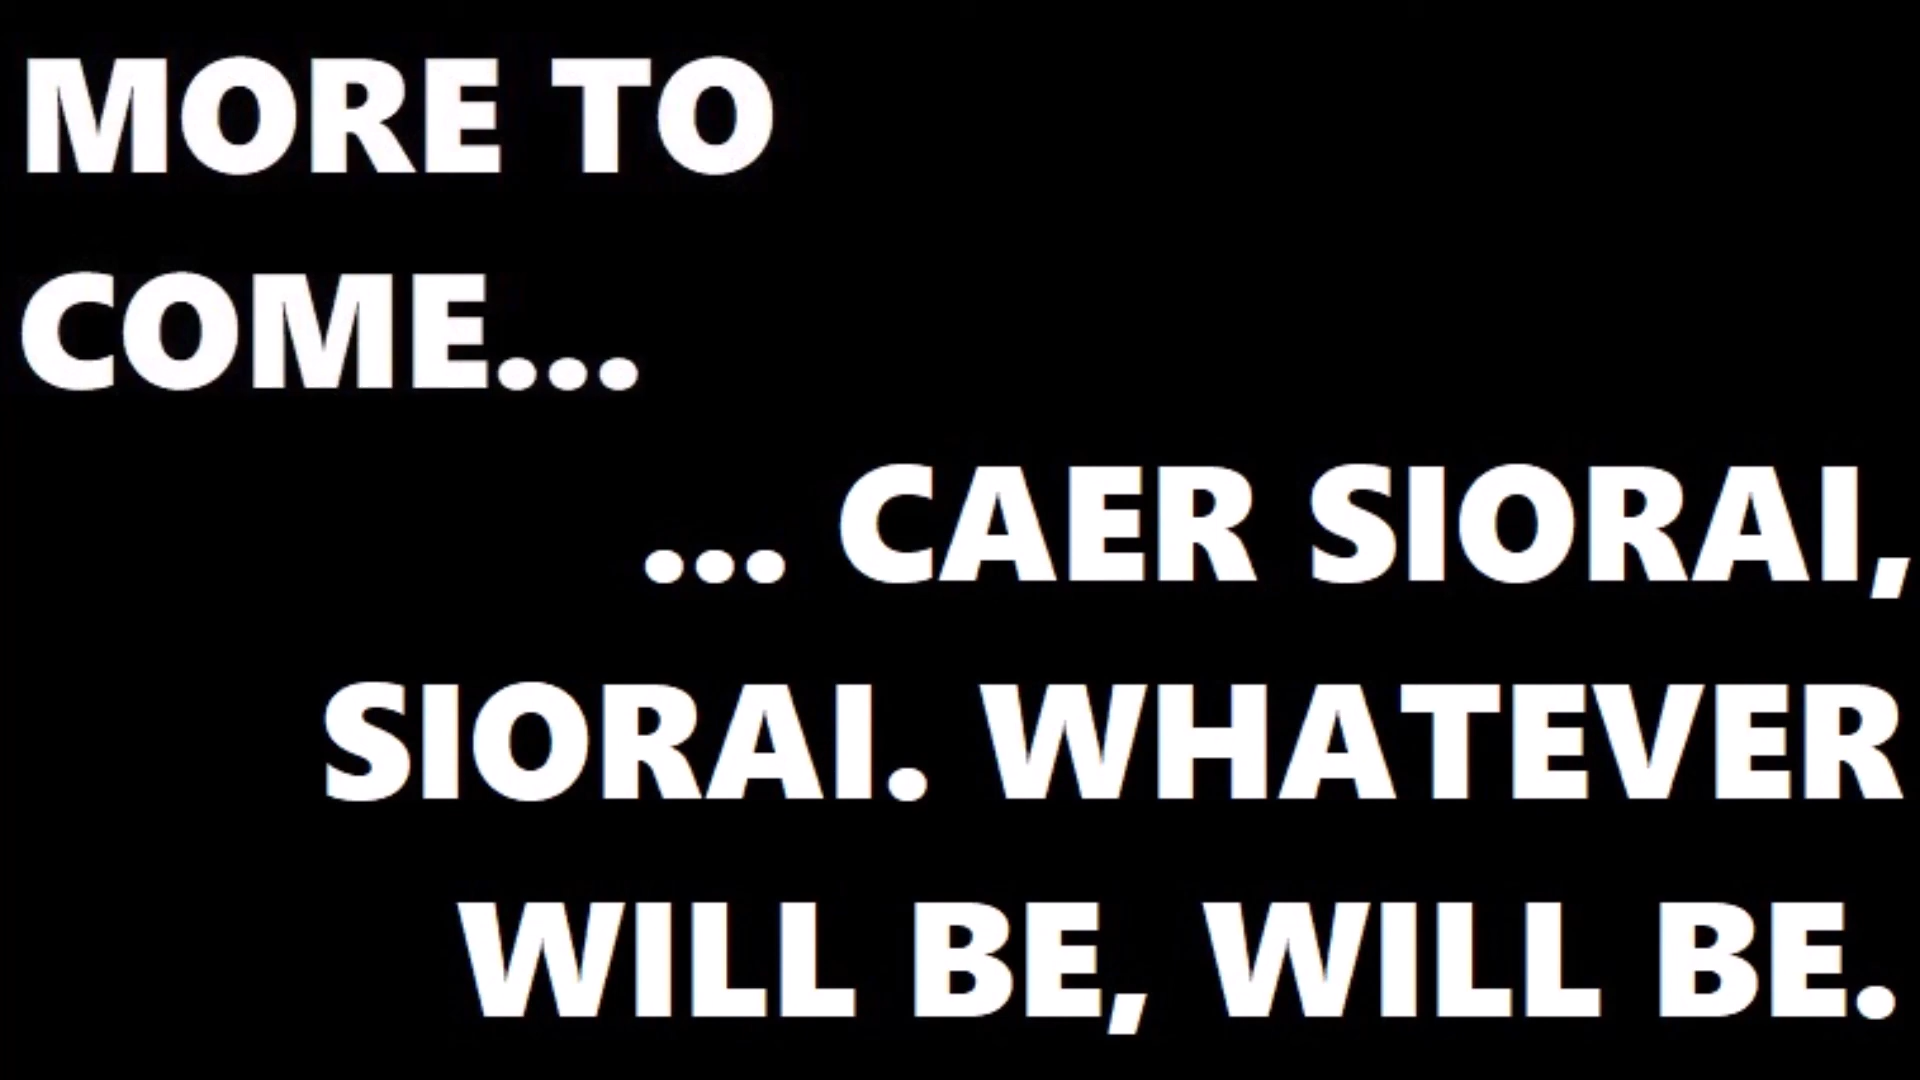 MORE TO
COME...
... CAER SIORAI,
SIORAI. WHATEVER
WILL BE, WILL BE.